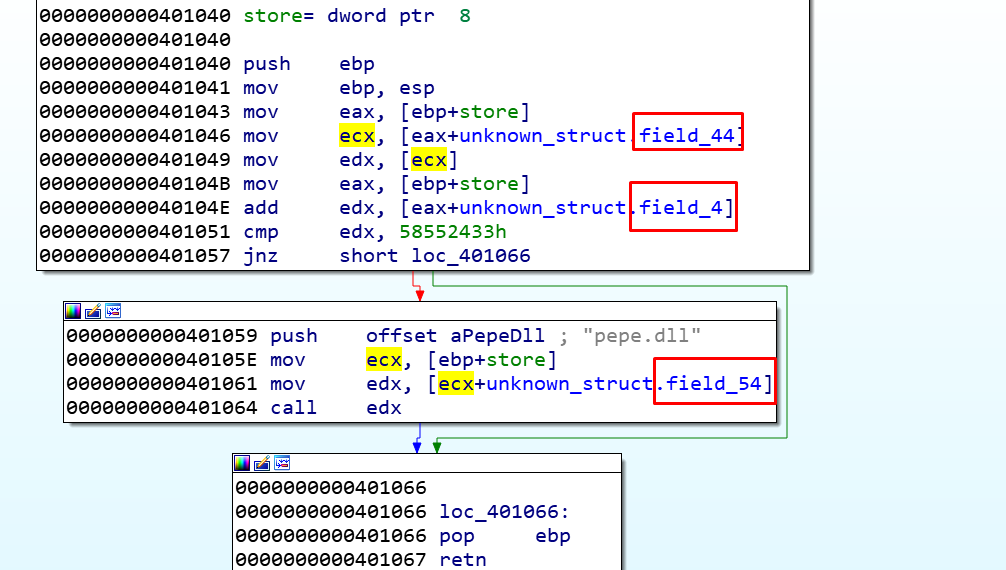 0000000000401040 store= dword ptr  8
0000000000401040
0000000000401040 push    ebp
0000000000401041 mov     ebp, esp
0000000000401043 mov     eax, [ebp+store]
0000000000401046 mov     ecx, [eax+unknown_struct.field_44]
0000000000401049 mov     edx, [ecx]
000000000040104B mov     eax, [ebp+store]
000000000040104E add     edx, [eax+unknown_struct.field_4]
0000000000401051 cmp     edx, 58552433h
0000000000401057 jnz     short loc_401066
0000000000401059 push    offset aPepeDll ; "pepe.dll"
000000000040105E mov     ecx, [ebp+store]
0000000000401061 mov     edx, [ecx+unknown_struct.field_54]
0000000000401064 call    edx
0000000000401066
0000000000401066 loc_401066:
0000000000401066 pop     ebp
0000000000401067 retn